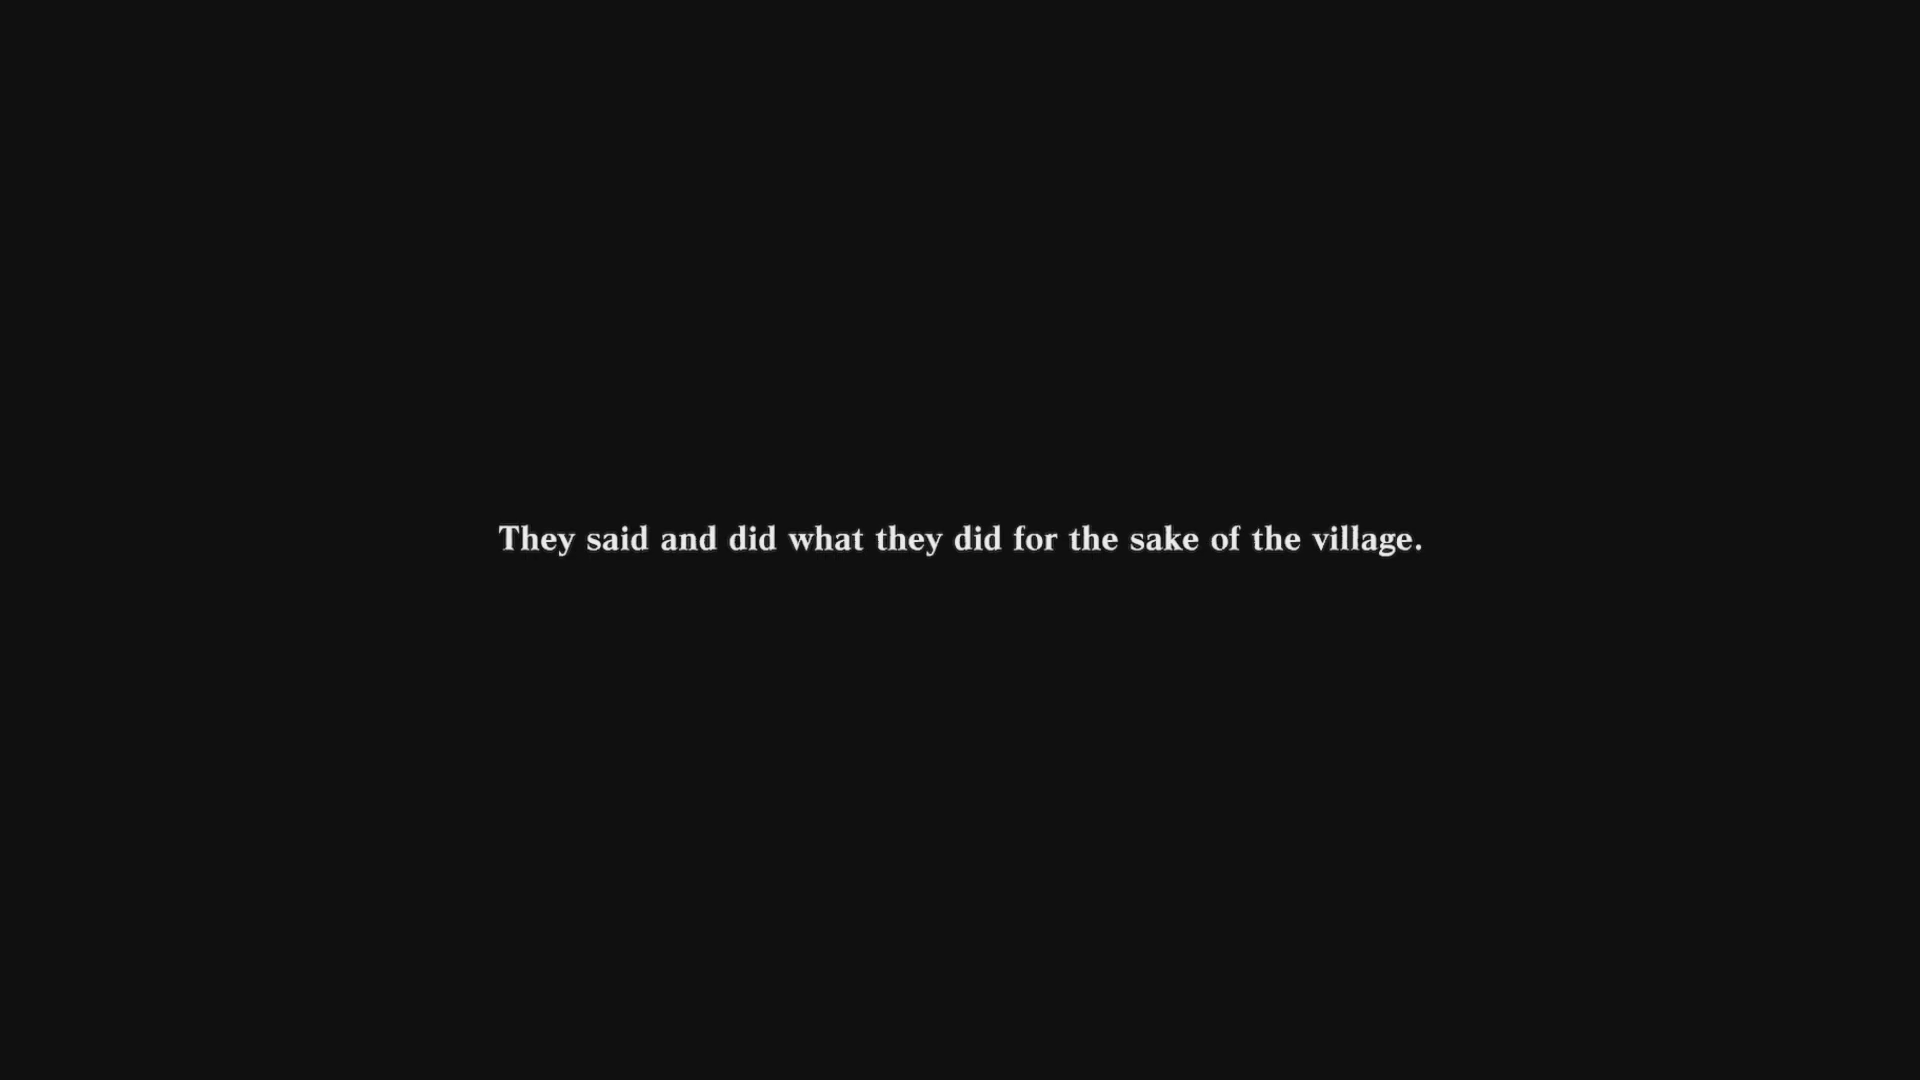 They said and did what they did for the sake of the village.